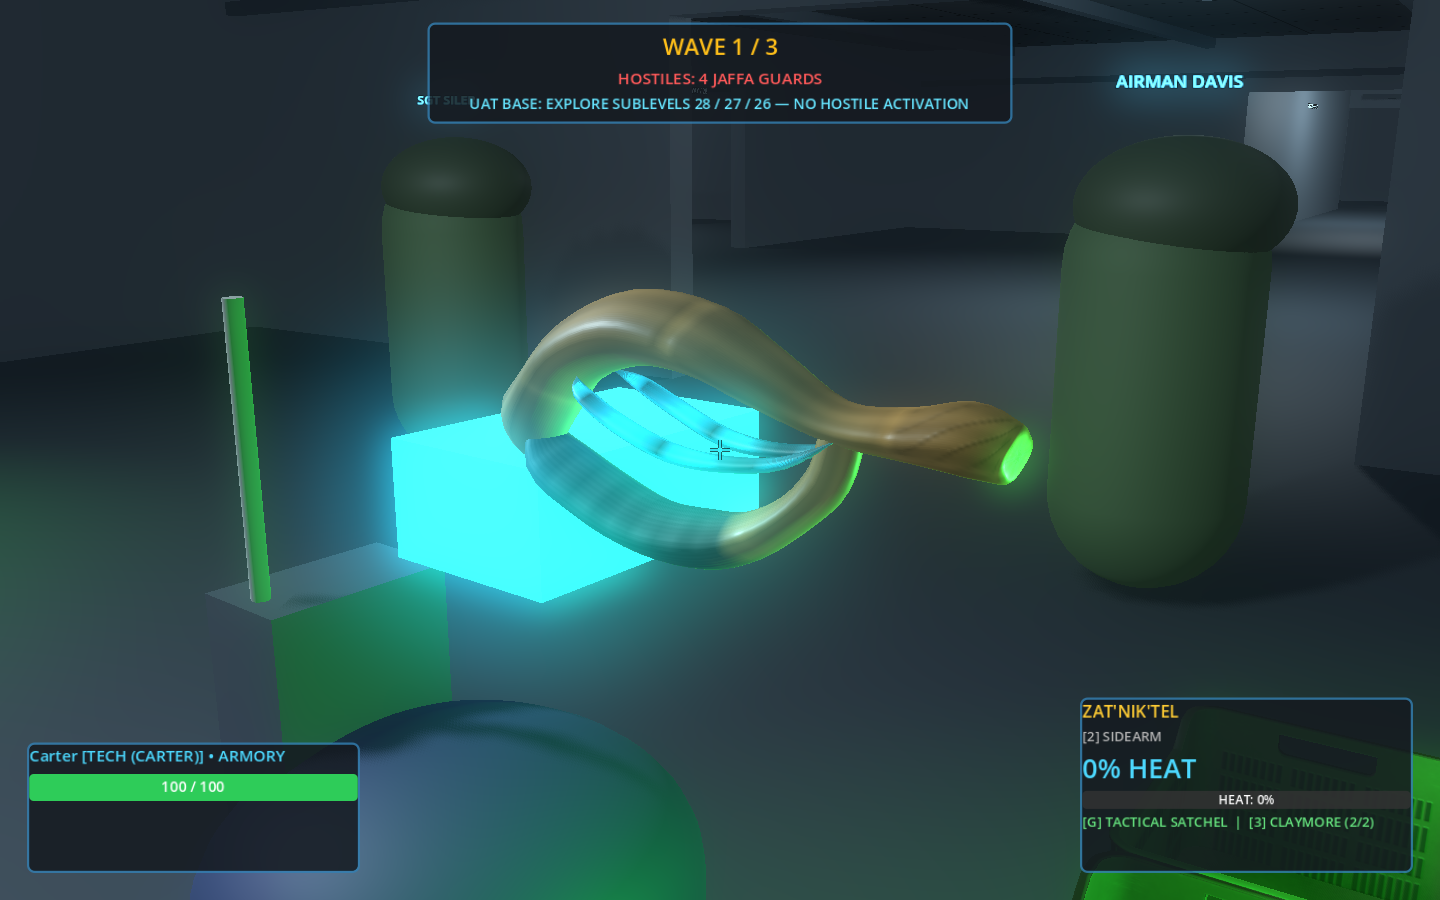 WAVE 1 / 3
HOSTILES: 4 JAFFA GUARDS
UAT BASE: EXPLORE SUBLEVELS 28 / 27 / 26 — NO HOSTILE ACTIVATION
AIRMAN DAVIS
Carter [TECH (CARTER)] • ARMORY
100 / 100
ZAT'NIK'TEL
[2] SIDEARM
0% HEAT
HEAT: 0%
[G] TACTICAL SATCHEL | [3] CLAYMORE (2/2)